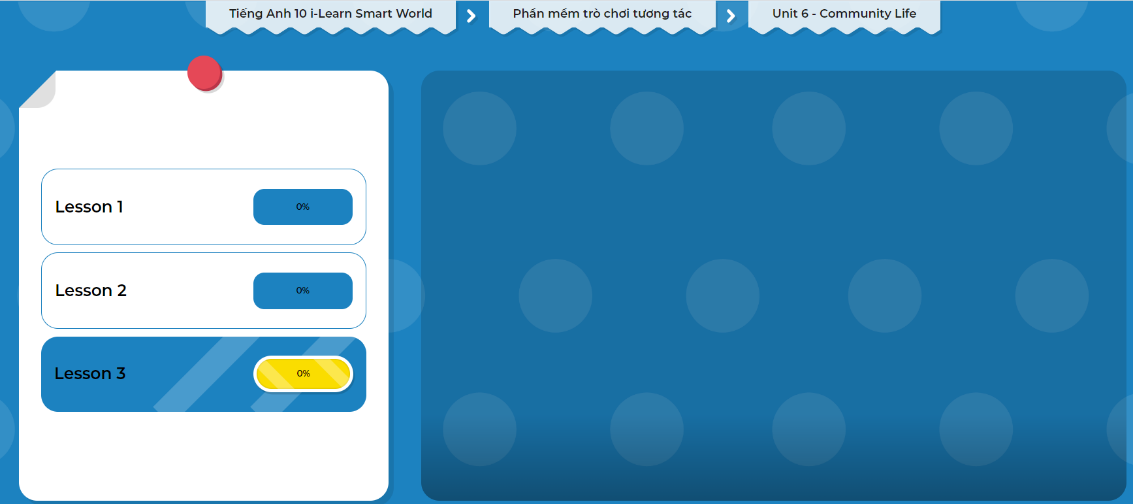 Tiếng Anh 10 i-Learn Smart World
Phần mềm trò chơi tương tác
Unit 6 - Community Life
Lesson 1
0%
Lesson 2
0%
Lesson 3
0%